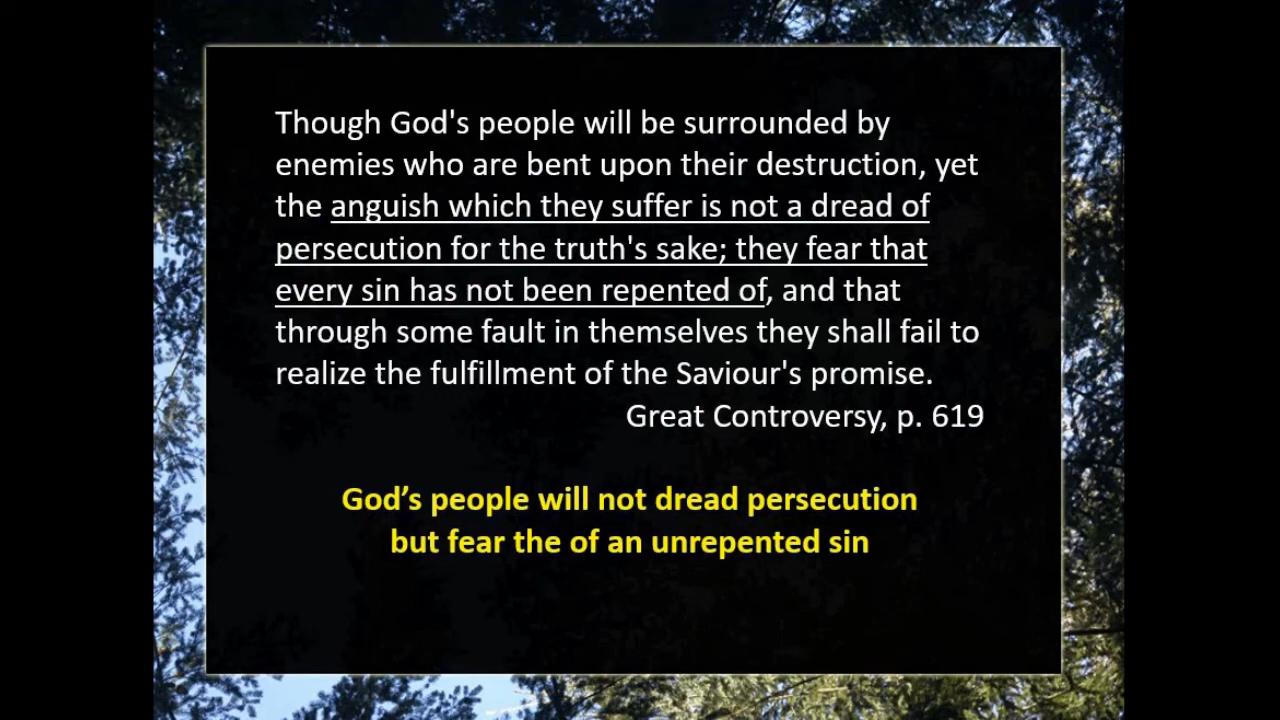 Though God's people will be surrounded by
enemies who are bent upon their destruction, yet
the anguish which they suffer is not a dread of
persecution for the truth's sake; they fear that
every sin has not been repented of, and that
through some fault in themselves they shall fail to
realize the fulfillment of the Saviour's promise.
Great Controversy, p. 619
God’s people will not dread persecution
but fear the of an unrepented sin